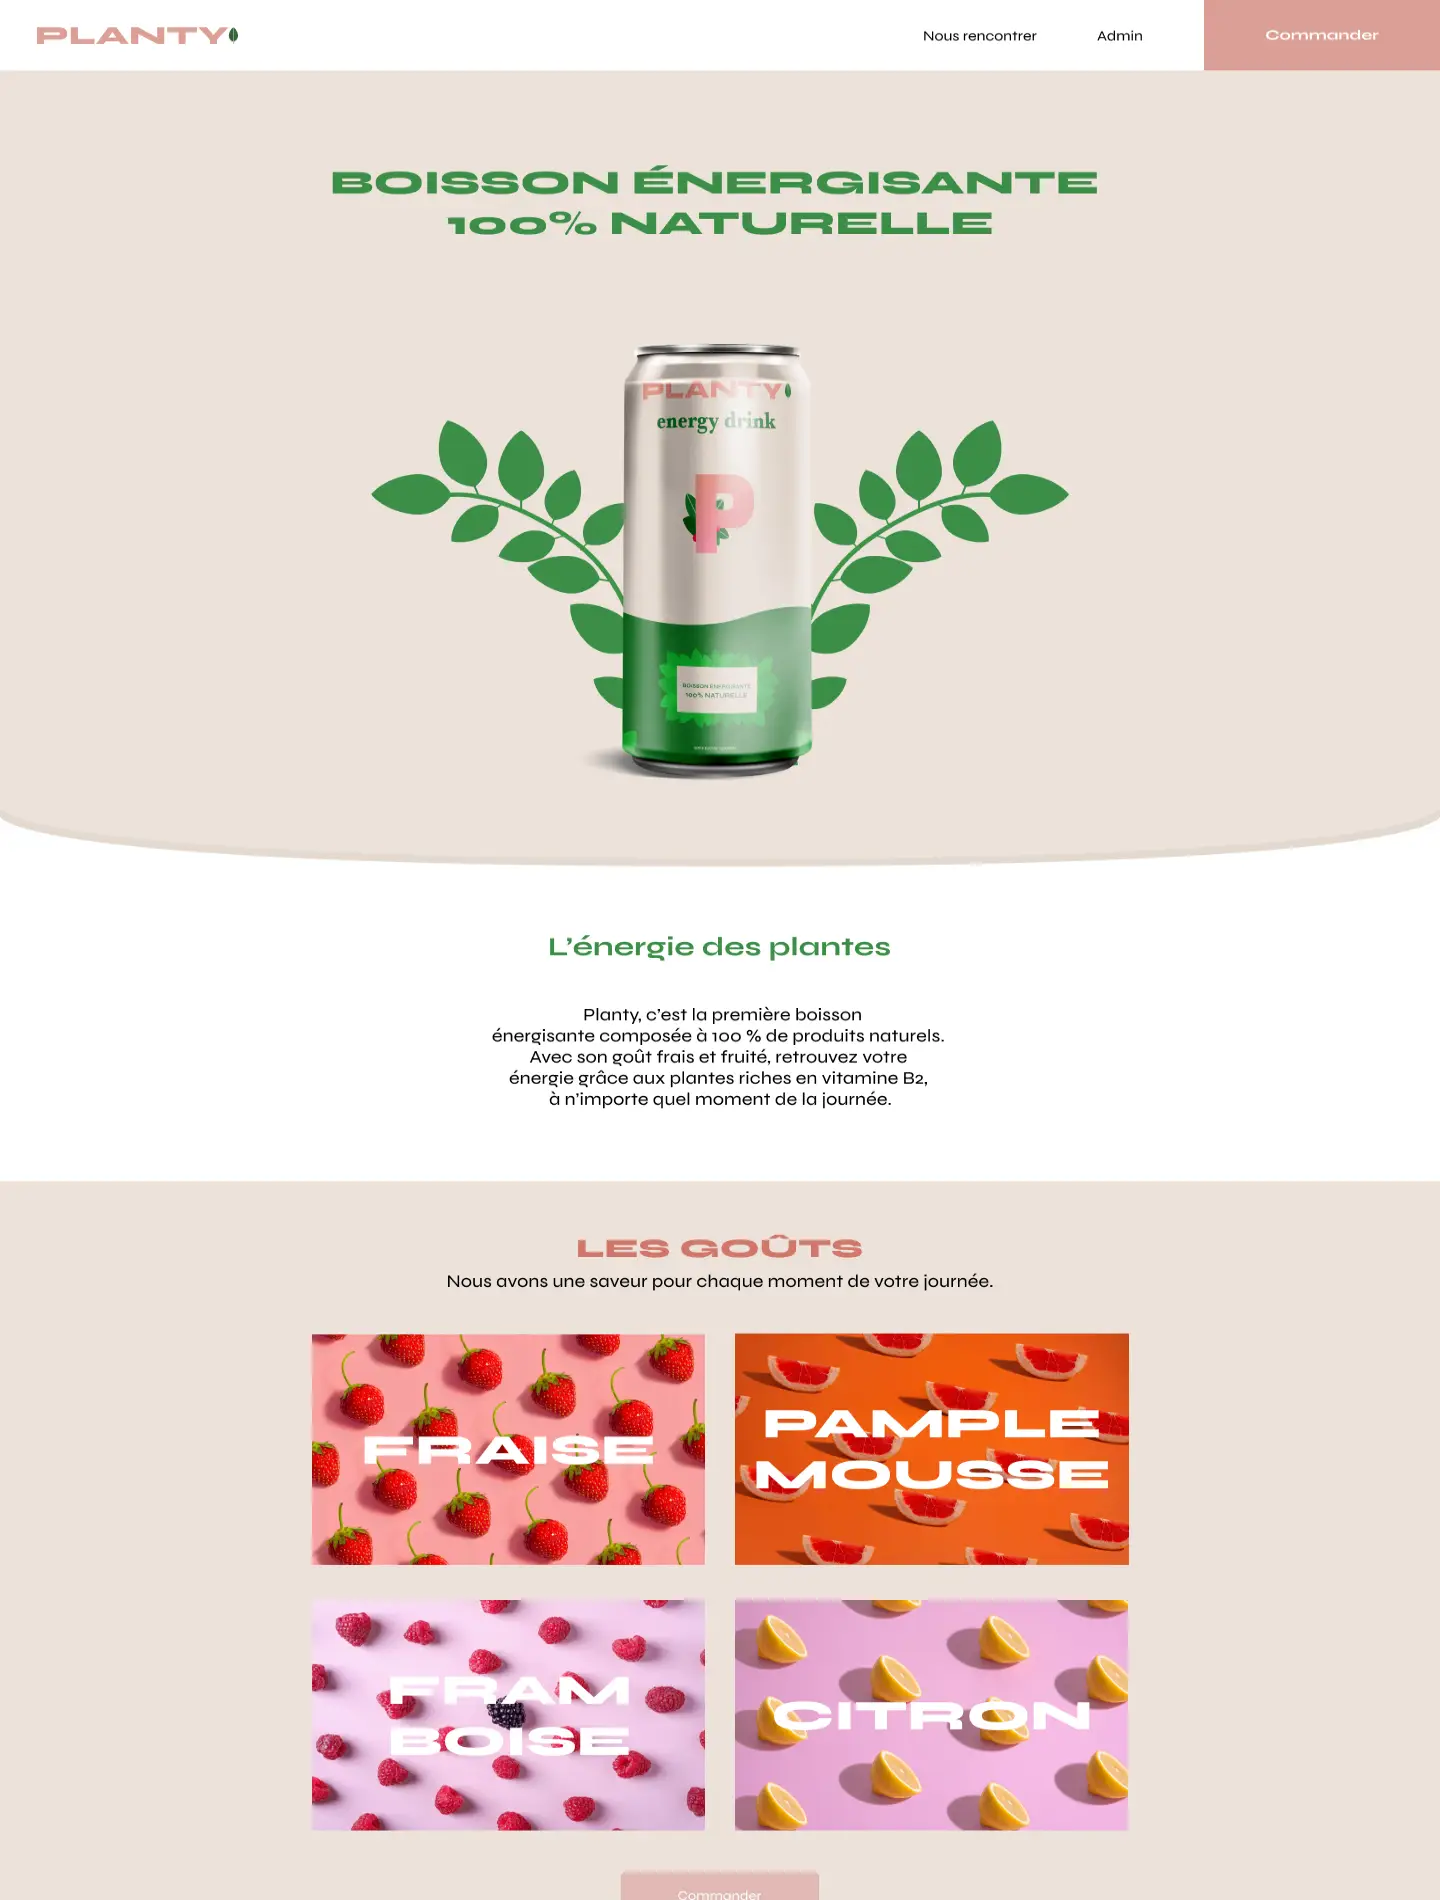 PLANTY
Nous rencontrer
Admin
Commander
BOISSON ÉNERGISANTE
100% NATURELLE
PLANTY
energy drink
P
BOISSON ÉNERGISANTE
100% NATURELLE
L’énergie des plantes
Planty, c’est la première boisson
énergisante composée à 100 % de produits naturels.
Avec son goût frais et fruité, retrouvez votre
énergie grâce aux plantes riches en vitamine B2,
à n’importe quel moment de la journée.
LES GOÛTS
Nous avons une saveur pour chaque moment de votre journée.
FRAISE
PAMPLE
MOUSSE
FRAM
BOISE
CITRON
Commander